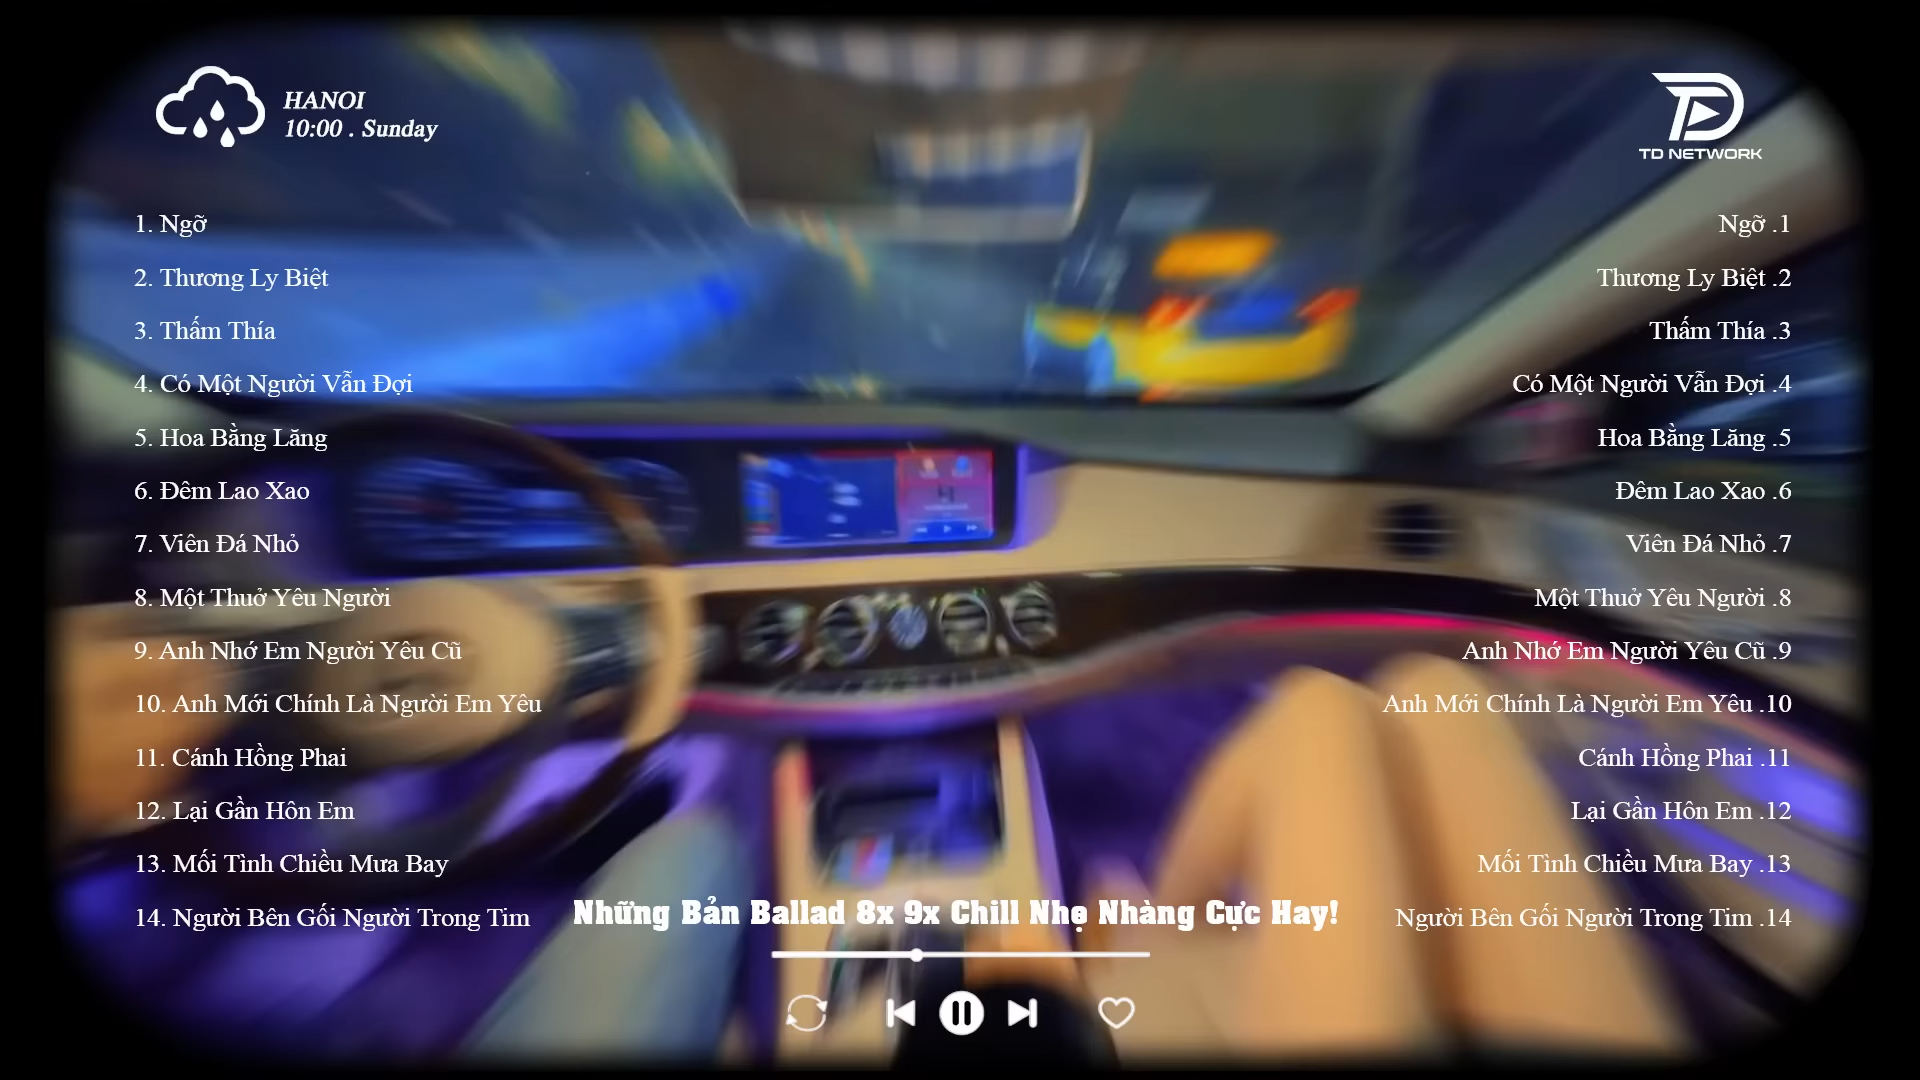 HANOI
10:00 . Sunday
TD NETWORK
1. Ngỡ
2. Thương Ly Biệt
3. Thấm Thía
4. Có Một Người Vẫn Đợi
5. Hoa Bằng Lăng
6. Đêm Lao Xao
7. Viên Đá Nhỏ
8. Một Thuở Yêu Người
9. Anh Nhớ Em Người Yêu Cũ
10. Anh Mới Chính Là Người Em Yêu
11. Cánh Hồng Phai
12. Lại Gần Hôn Em
13. Mối Tình Chiều Mưa Bay
14. Người Bên Gối Người Trong Tim
Ngỡ .1
Thương Ly Biệt .2
Thấm Thía .3
Có Một Người Vẫn Đợi .4
Hoa Bằng Lăng .5
Đêm Lao Xao .6
Viên Đá Nhỏ .7
Một Thuở Yêu Người .8
Anh Nhớ Em Người Yêu Cũ .9
Anh Mới Chính Là Người Em Yêu .10
Cánh Hồng Phai .11
Lại Gần Hôn Em .12
Mối Tình Chiều Mưa Bay .13
Người Bên Gối Người Trong Tim .14
Những Bản Ballad 8x 9x Chill Nhẹ Nhàng Cực Hay!